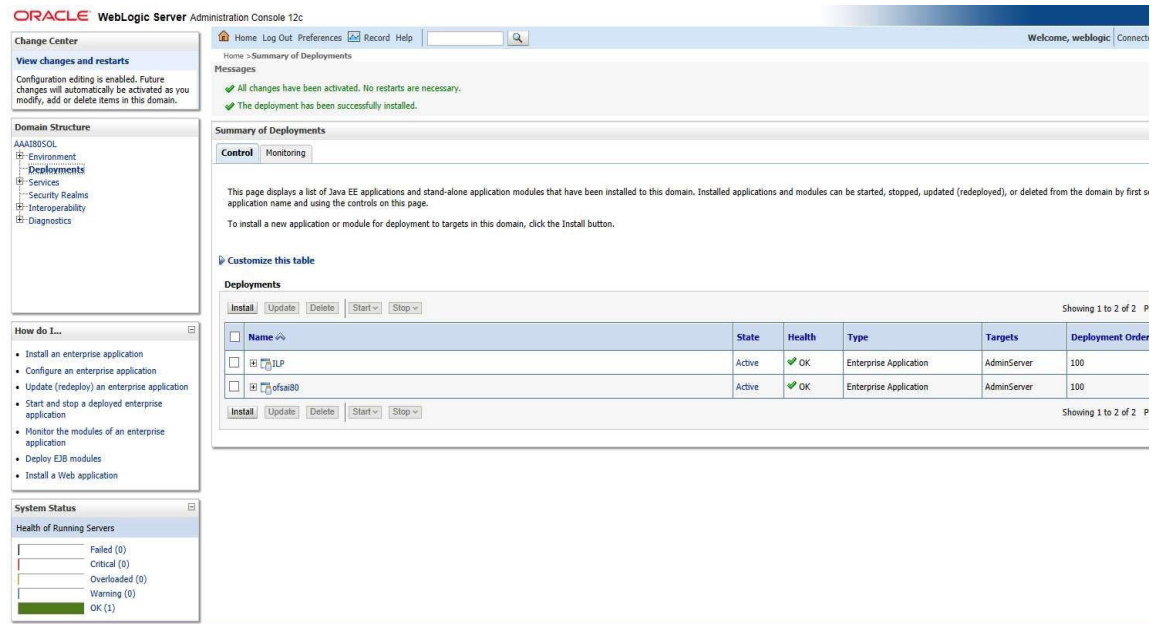 ORACLE WebLogic Server Administration Console 12c
Change Center
View changes and restarts
Configuration editing is enabled. Future
changes will automatically be activated as you
modify, add or delete items in this domain.
Domain Structure
AAAI80SOL
Environment
Deployments
Services
Security Realms
Interoperability
Diagnostics
How do I...
Install an enterprise application
Configure an enterprise application
Update (redeploy) an enterprise application
Start and stop a deployed enterprise
application
Monitor the modules of an enterprise
application
Deploy EJB modules
Install a Web application
System Status
Health of Running Servers
Failed (0)
Critical (0)
Overloaded (0)
Warning (0)
OK (1)
Home Log Out Preferences Record Help
Welcome, weblogic
Home >Summary of Deployments
Messages
All changes have been activated. No restarts are necessary.
The deployment has been successfully installed.
Summary of Deployments
Control Monitoring
This page displays a list of Java EE applications and stand-alone application modules that have been installed to this domain. Installed applications and modules can be started, stopped, updated (redeployed), or deleted from the domain by first
application name and using the controls on this page.
To install a new application or module for deployment to targets in this domain, click the Install button.
Customize this table
Deployments
Install Update Delete Start Stop
Showing 1 to 2 of 2
Name State Health Type Targets Deployment Order
ILP Active OK Enterprise Application AdminServer 100
ofsai80 Active OK Enterprise Application AdminServer 100
Install Update Delete Start Stop
Showing 1 to 2 of 2